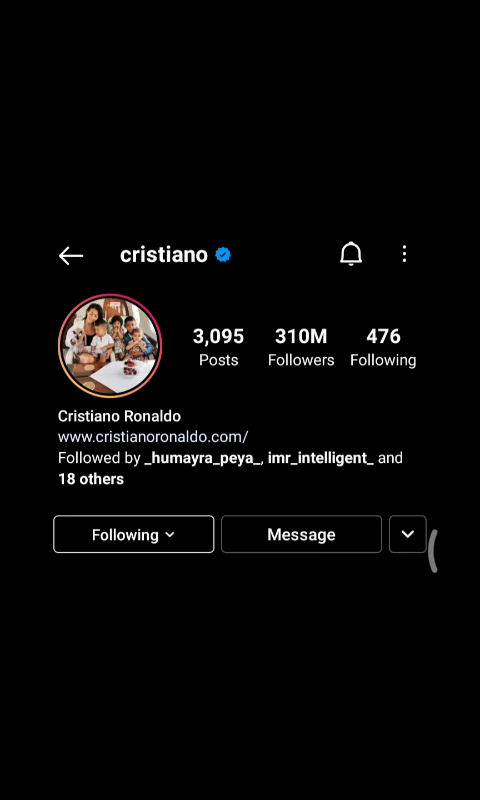 cristiano
3,095 310M 476
Posts Followers Following
Cristiano Ronaldo
www.cristianoronaldo.com/
Followed by _humayra_peya_, imr_intelligent_ and
18 others
Following Message